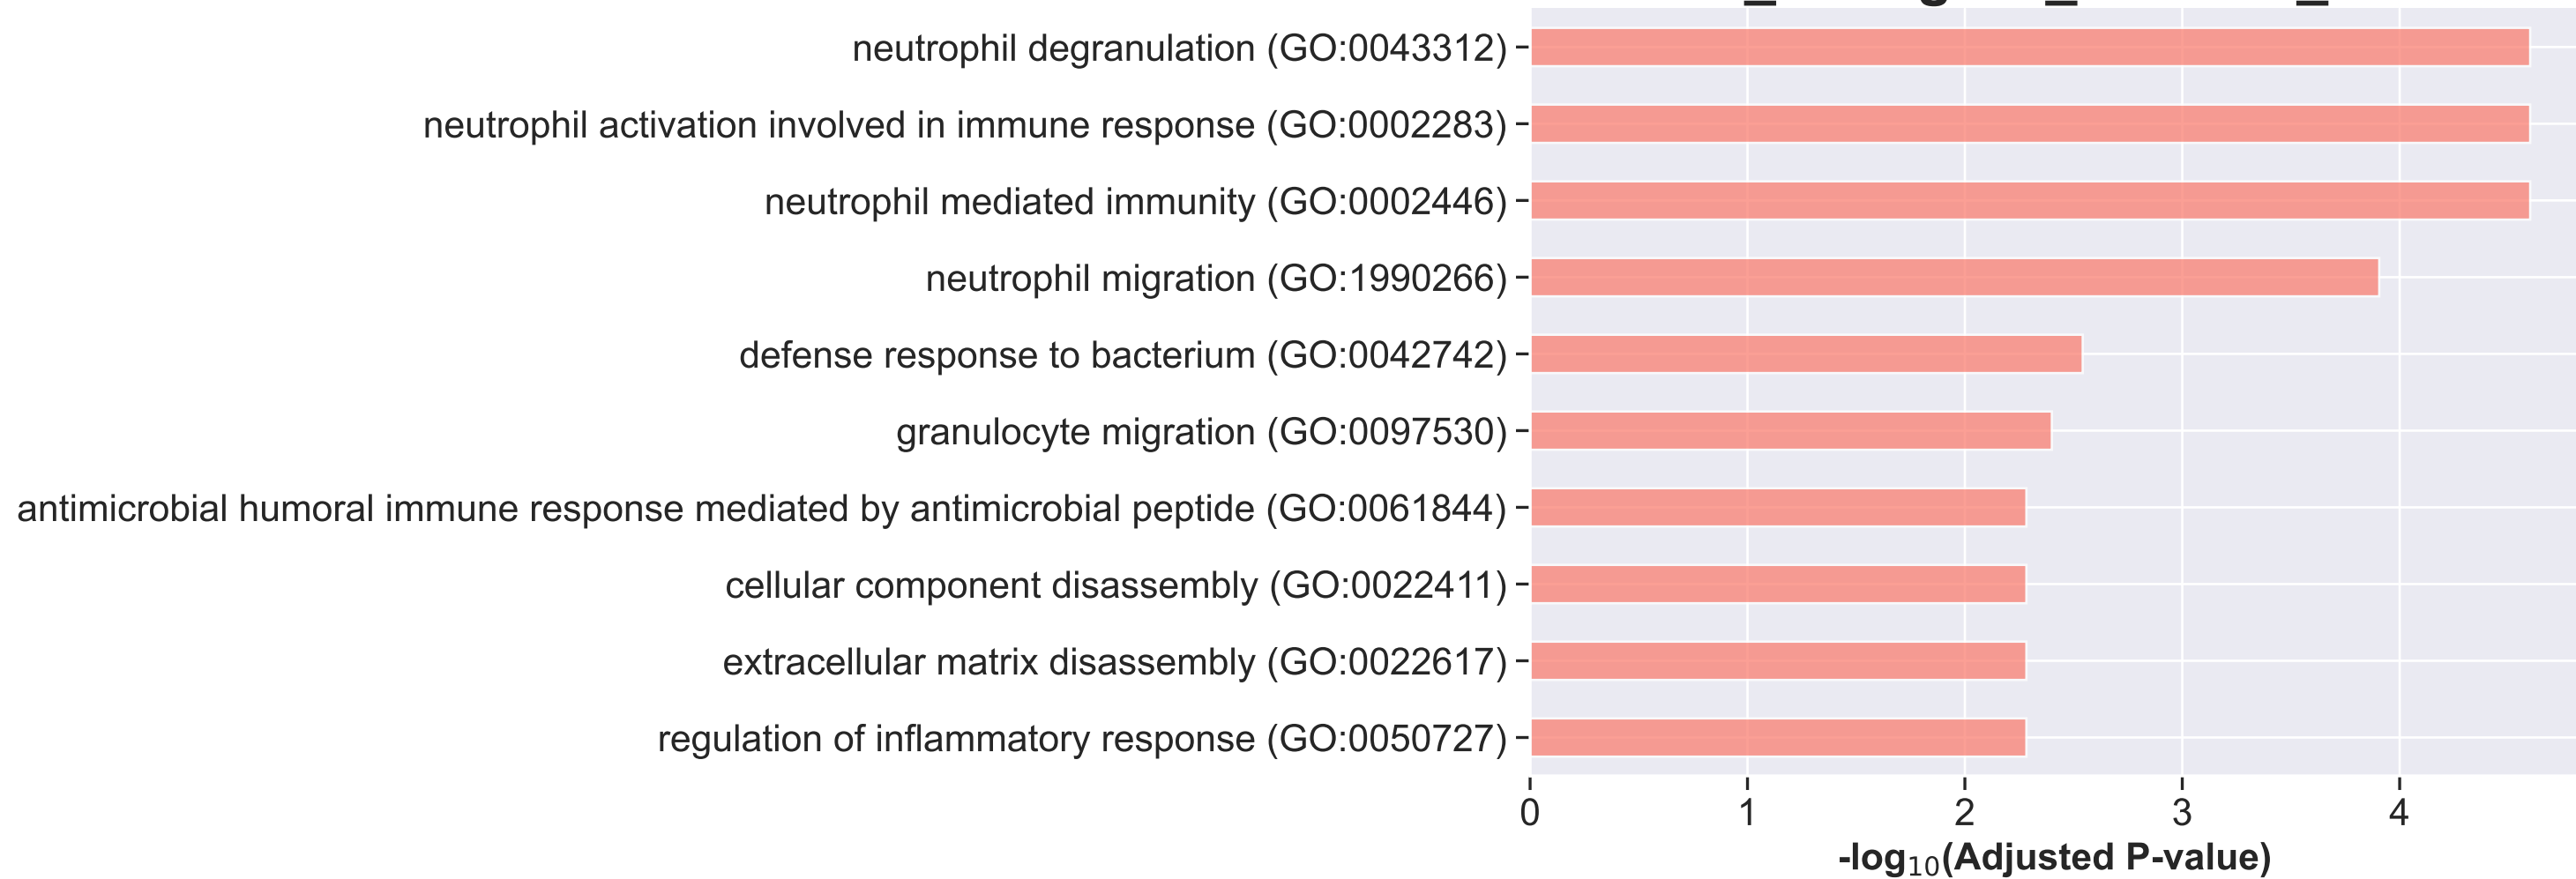 neutrophil degranulation (GO:0043312)
neutrophil activation involved in immune response (GO:0002283)
neutrophil mediated immunity (GO:0002446)
neutrophil migration (GO:1990266)
defense response to bacterium (GO:0042742)
granulocyte migration (GO:0097530)
antimicrobial humoral immune response mediated by antimicrobial peptide (GO:0061844)
cellular component disassembly (GO:0022411)
extracellular matrix disassembly (GO:0022617)
regulation of inflammatory response (GO:0050727)
0 1 2 3 4
-log₁₀(Adjusted P-value)